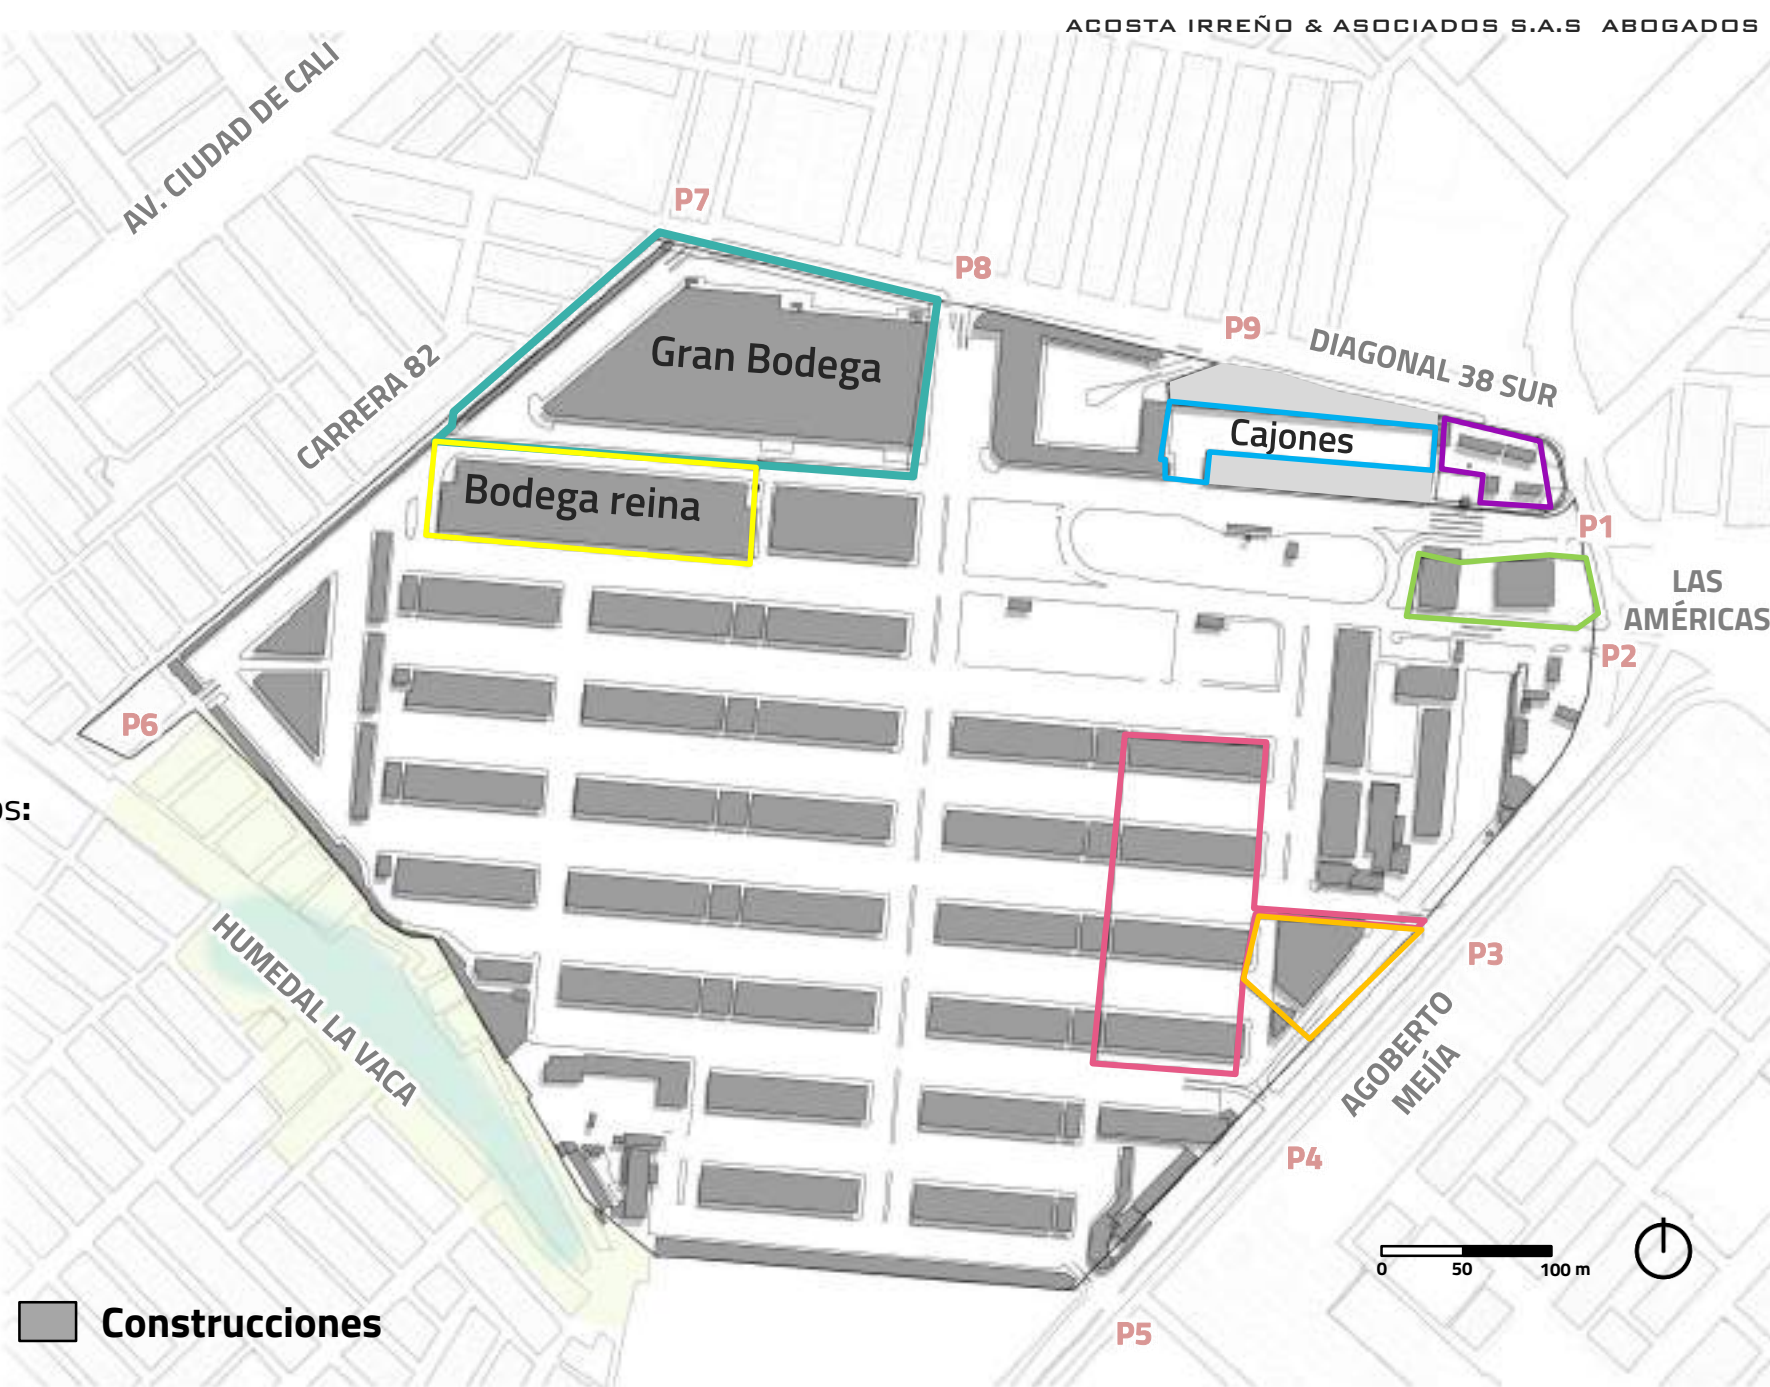 ACOSTA IRREÑO & ASOCIADOS S.A.S ABOGADOS
AV. CIUDAD DE CALI
P7
P8
P9
DIAGONAL 38 SUR
Gran Bodega
CARRERA 82
Cajones
Bodega reina
P1
LAS
AMÉRICAS
P2
P6
os:
HUMEDAL LA VACA
P3
AGOBERTO
MEJÍA
P4
0 50 100 m
Construcciones
P5